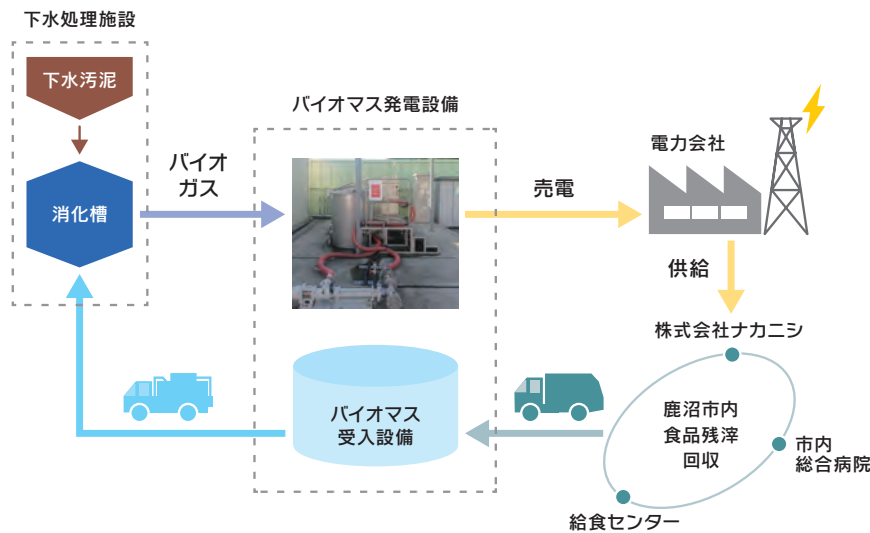 下水処理施設
下水汚泥
消化槽
バイオ
ガス
バイオマス発電設備
売電
電力会社
供給
株式会社ナカニシ
鹿沼市内
食品残滓
回収
市内
総合病院
給食センター
バイオマス
受入設備